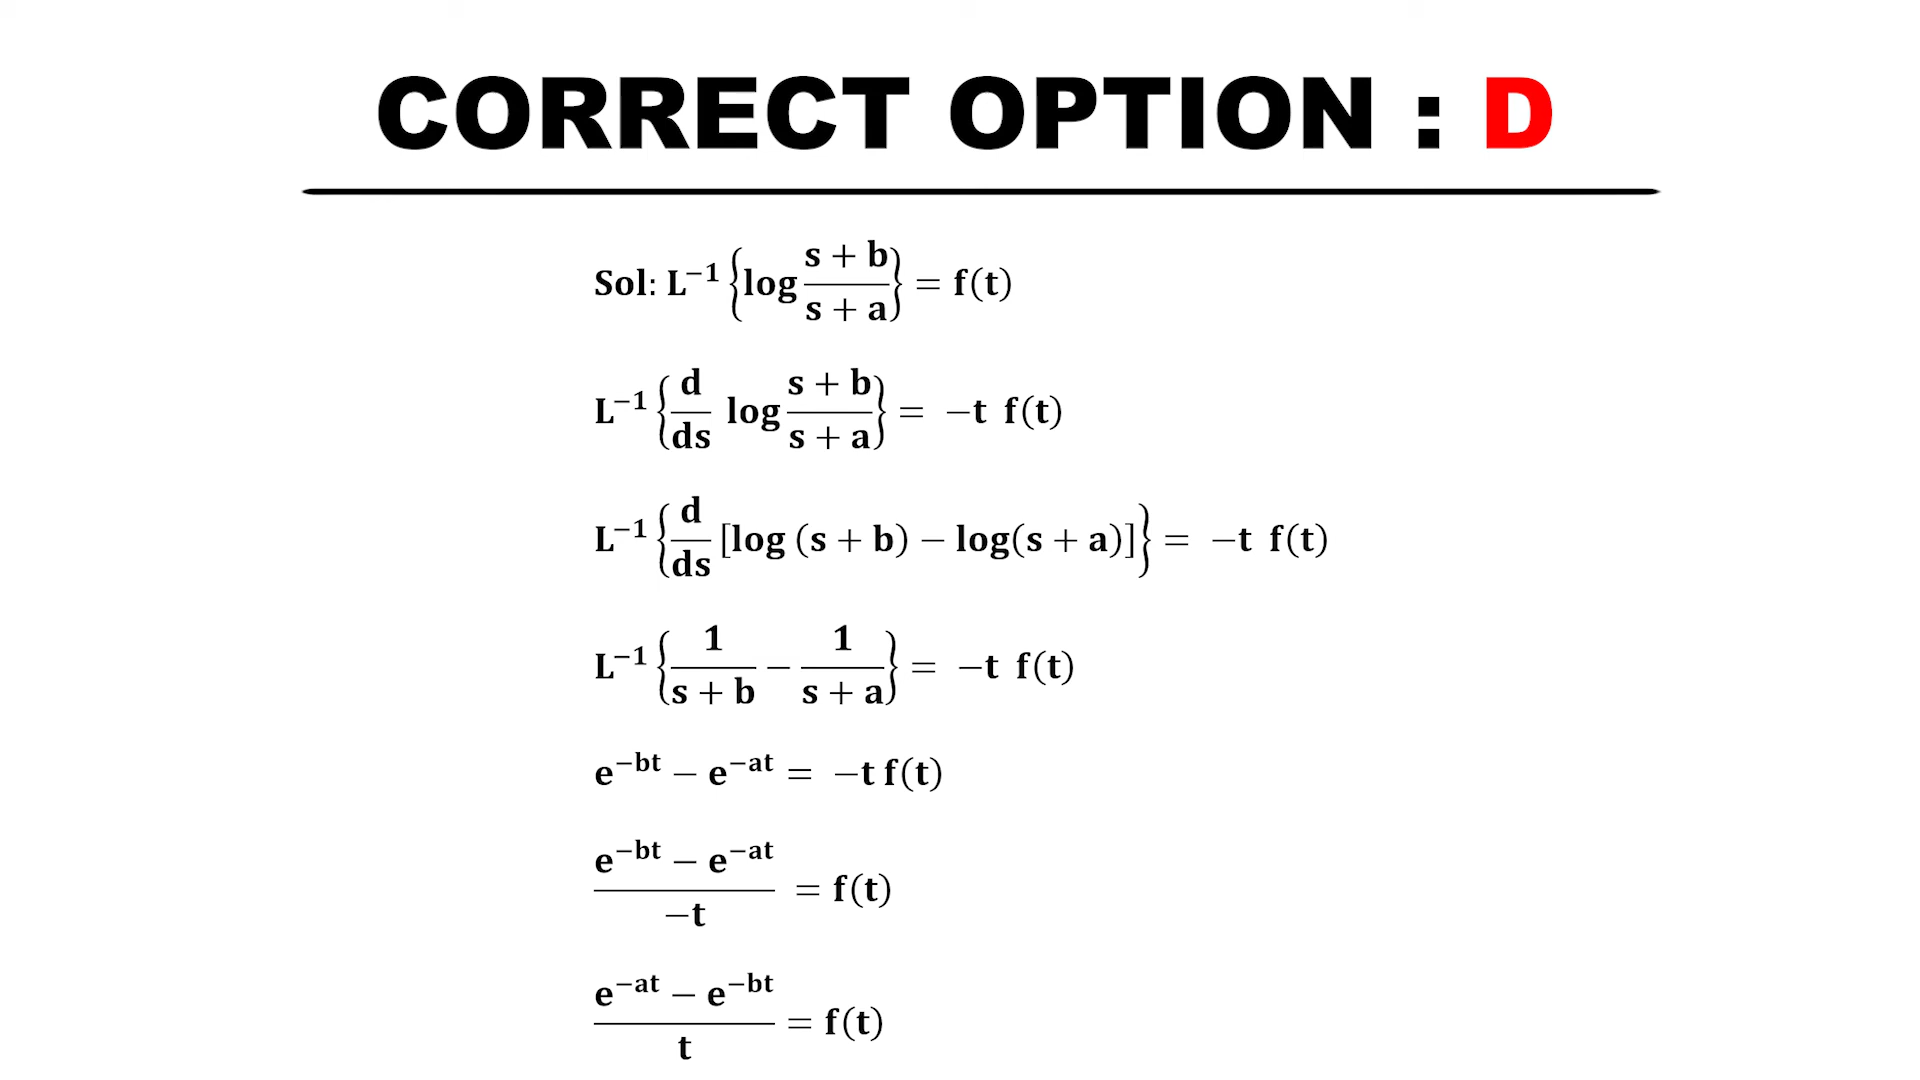 CORRECT OPTION : D
Sol: L⁻¹ {log (s + b)/(s + a)} = f(t)
L⁻¹ {d/ds log (s + b)/(s + a)} = −t f(t)
L⁻¹ {d/ds [log (s + b) − log(s + a)]} = −t f(t)
L⁻¹ {1/(s + b) − 1/(s + a)} = −t f(t)
e^(−bt) − e^(−at) = −t f(t)
(e^(−bt) − e^(−at))/(−t) = f(t)
(e^(−at) − e^(−bt))/t = f(t)